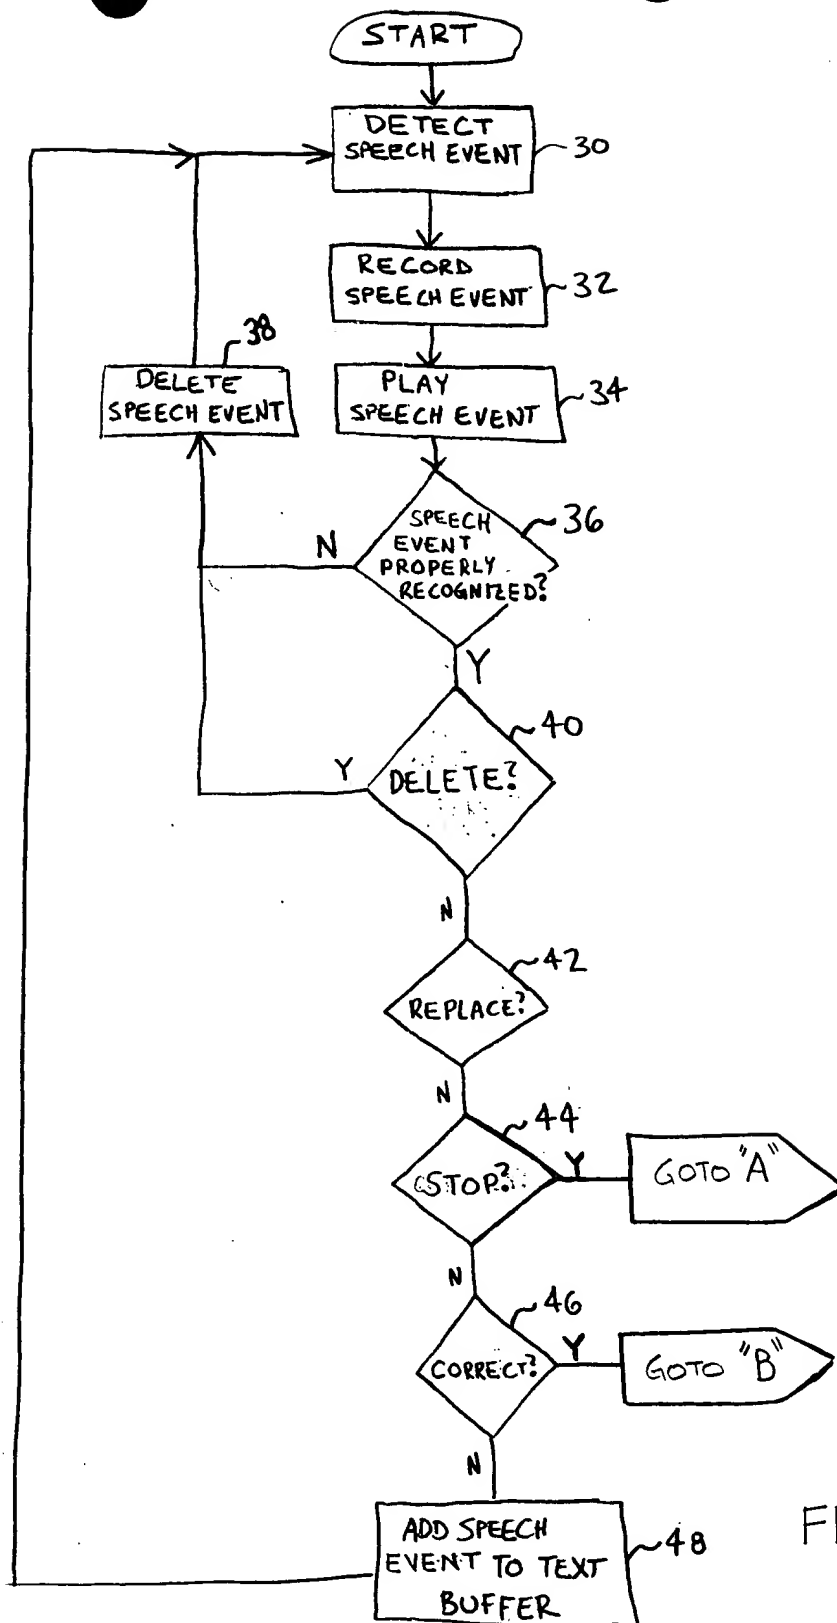 START
DETECT
SPEECH EVENT
30
RECORD
SPEECH EVENT
32
38
DELETE
SPEECH EVENT
PLAY
SPEECH EVENT
34
SPEECH
EVENT
PROPERLY
RECOGNIZED?
36
N
Y
40
DELETE?
Y
N
42
REPLACE?
N
44
STOP?
Y
GOTO "A"
N
46
CORRECT?
Y
GOTO "B"
N
ADD SPEECH
EVENT TO TEXT
BUFFER
48